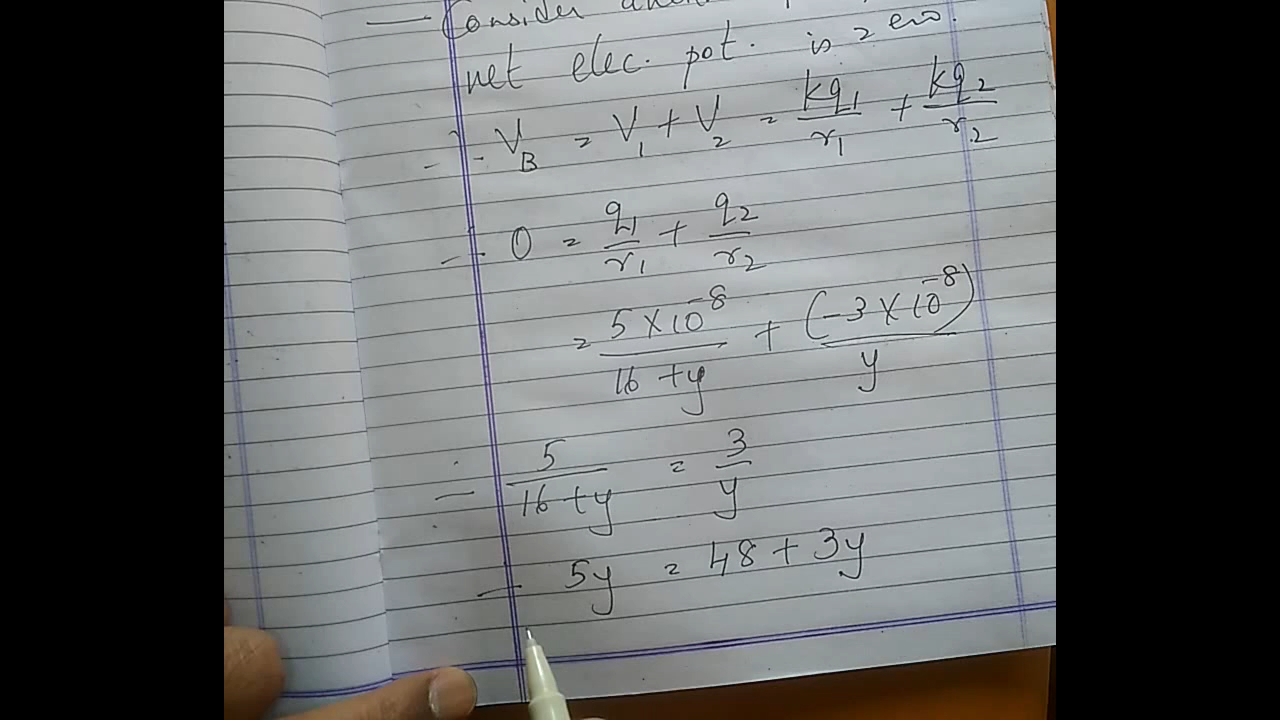 — Consider
net elec. pot. is zero.
-- V_B = V_1 + V_2 = kq_1/r_1 + kq_2/r_2
-- 0 = q_1/r_1 + q_2/r_2
= 5 × 10^-8/16 + y + (-3 × 10^-8)/y
— 5/16 + y = 3/y
— 5y = 48 + 3y